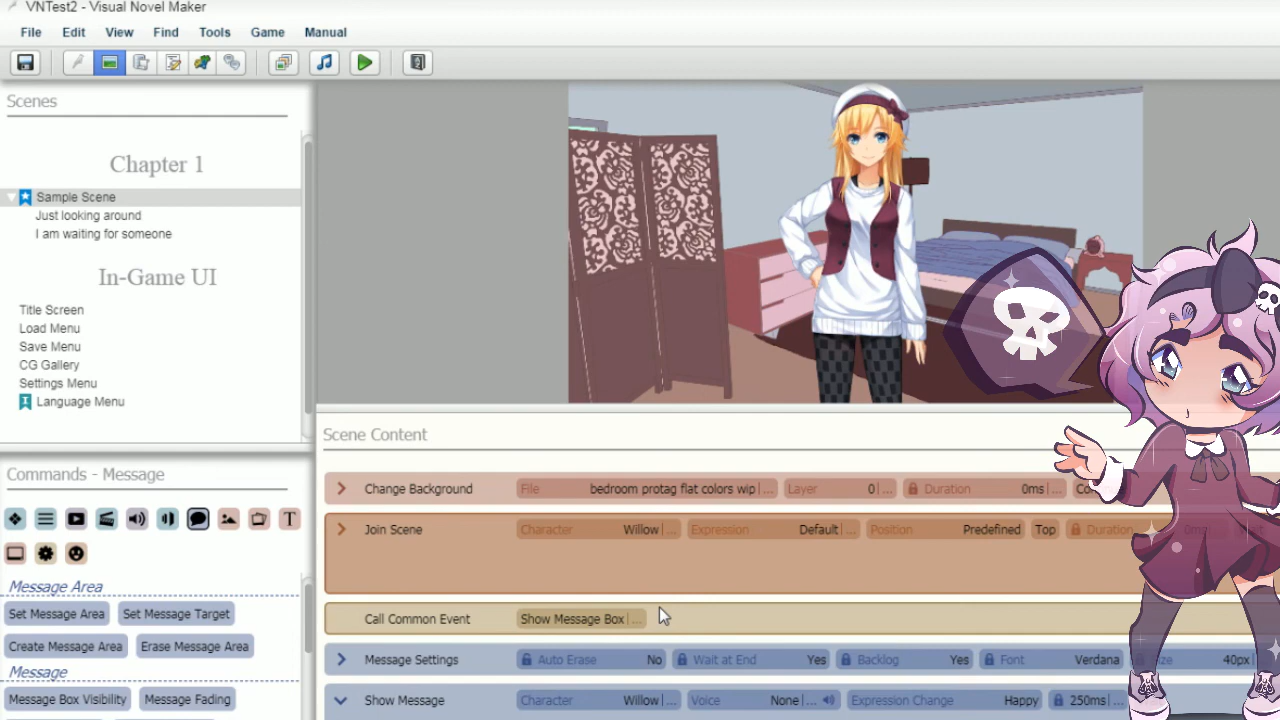 VNTest2 - Visual Novel Maker
File Edit View Find Tools Game Manual
Scenes
Chapter 1
Sample Scene
Just looking around
I am waiting for someone
In-Game UI
Title Screen
Load Menu
Save Menu
CG Gallery
Settings Menu
Language Menu
Commands - Message
T
Message Area
Set Message Area Set Message Target
Create Message Area Erase Message Area
Message
Message Box Visibility Message Fading
Scene Content
Change Background File bedroom protag flat colors wip ... Layer 0 ... Duration 0ms ...
Join Scene Character Willow ... Expression Default ... Position Predefined Top Duration 0ms
Call Common Event Show Message Box ...
Message Settings Auto Erase No Wait at End Yes Backlog Yes Font Verdana Size 40px
Show Message Character Willow ... Voice None ... Expression Change Happy 250ms ...